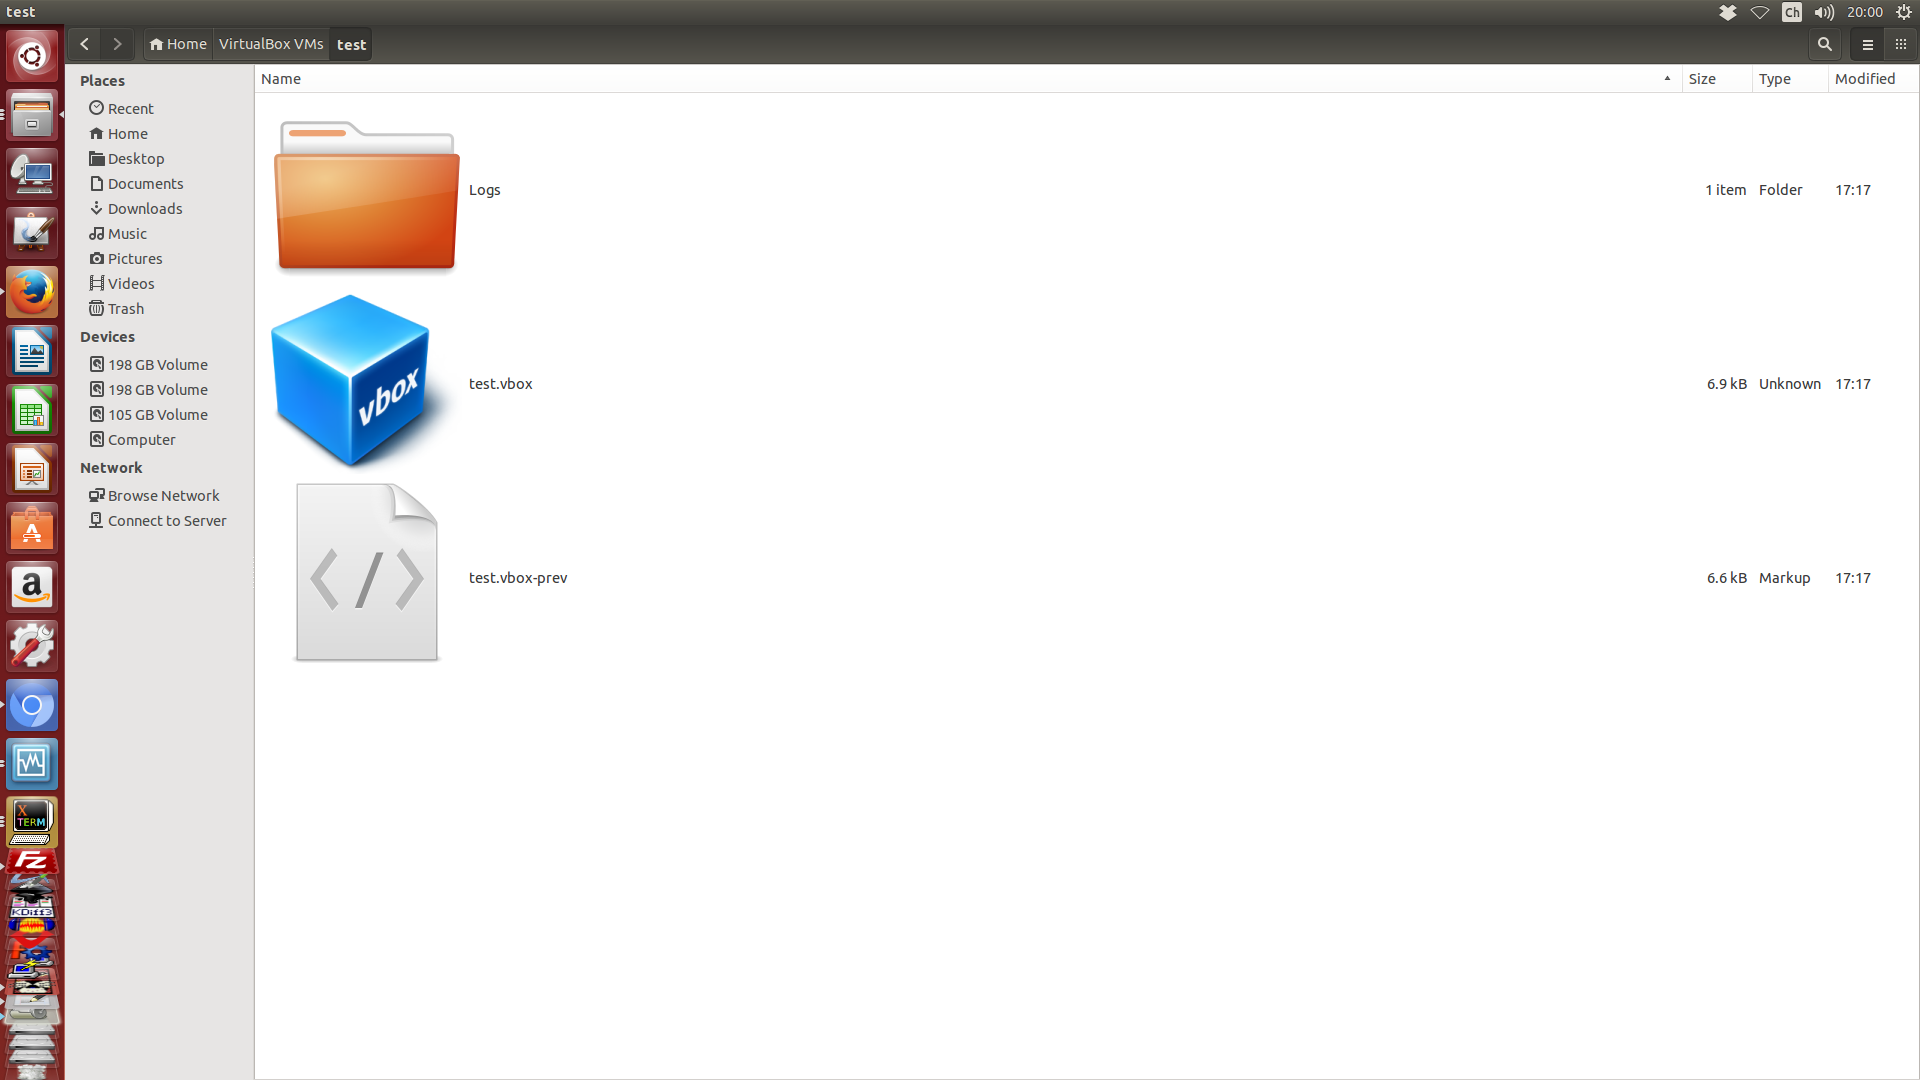 test
Ch
20:00
Home
VirtualBox VMs
test
Places
Recent
Home
Desktop
Documents
Downloads
Music
Pictures
Videos
Trash
Devices
198 GB Volume
198 GB Volume
105 GB Volume
Computer
Network
Browse Network
Connect to Server
Name Size Type Modified
Logs 1 item Folder 17:17
vbox
test.vbox 6.9 kB Unknown 17:17
test.vbox-prev 6.6 kB Markup 17:17
A
a
X
TERM
FZ
KDiff3